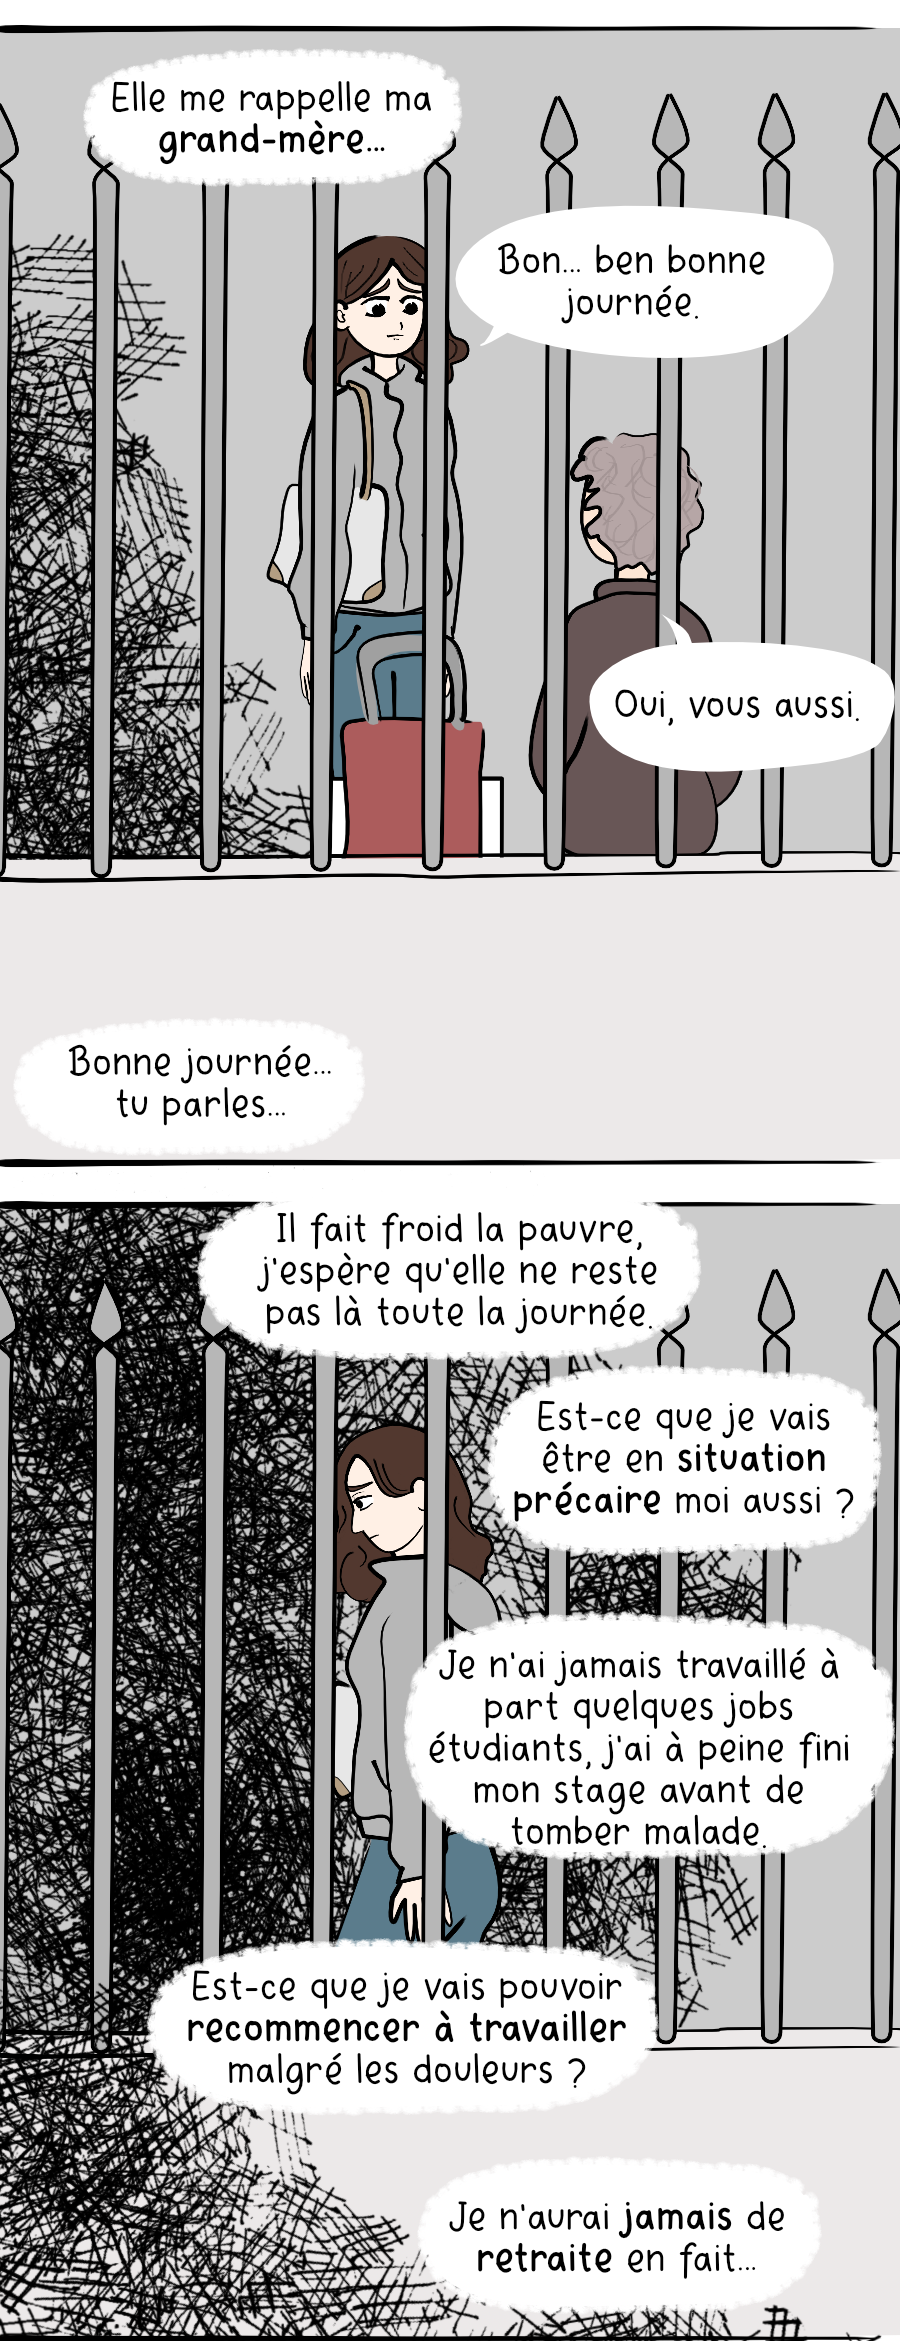 Elle me rappelle ma
grand-mère...
Bon... ben bonne
journée.
Oui, vous aussi.
Bonne journée...
tu parles...
Il fait froid la pauvre,
j'espère qu'elle ne reste
pas là toute la journée.
Est-ce que je vais
être en situation
précaire moi aussi ?
Je n'ai jamais travaillé à
part quelques jobs
étudiants, j'ai à peine fini
mon stage avant de
tomber malade.
Est-ce que je vais pouvoir
recommencer à travailler
malgré les douleurs ?
Je n'aurai jamais de
retraite en fait...